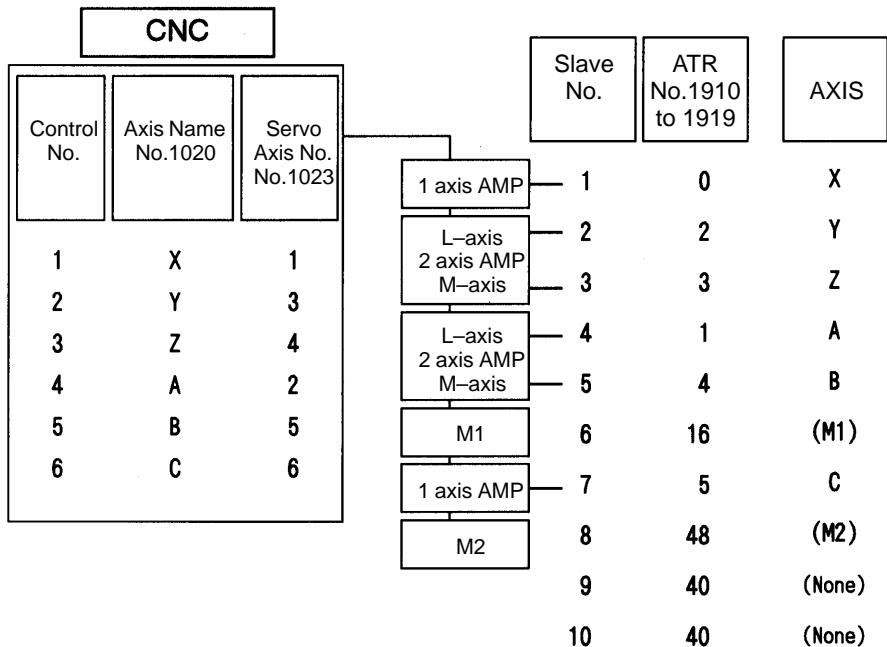 CNC
Control
No.
Axis Name
No.1020
Servo
Axis No.
No.1023
1 X 1
2 Y 3
3 Z 4
4 A 2
5 B 5
6 C 6
1 axis AMP
L–axis
2 axis AMP
M–axis
L–axis
2 axis AMP
M–axis
M1
1 axis AMP
M2
Slave
No.
ATR
No.1910
to 1919
AXIS
1 0 X
2 2 Y
3 3 Z
4 1 A
5 4 B
6 16 (M1)
7 5 C
8 48 (M2)
9 40 (None)
10 40 (None)